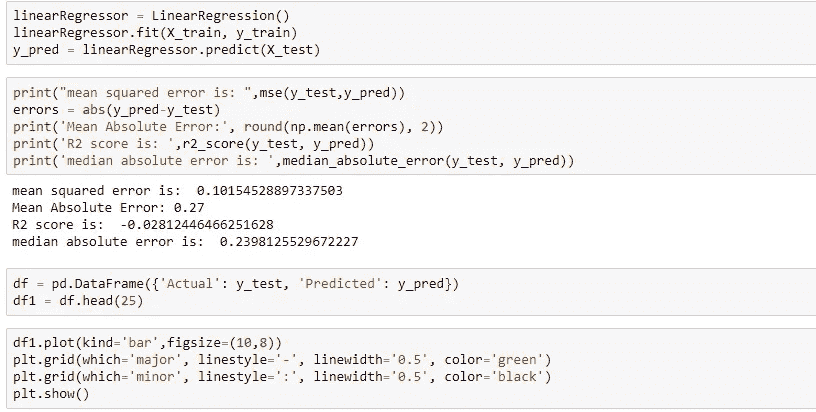 linearRegressor = LinearRegression()
linearRegressor.fit(X_train, y_train)
y_pred = linearRegressor.predict(X_test)
print("mean squared error is: ",mse(y_test,y_pred))
errors = abs(y_pred-y_test)
print('Mean Absolute Error:', round(np.mean(errors), 2))
print('R2 score is: ',r2_score(y_test, y_pred))
print('median absolute error is: ',median_absolute_error(y_test, y_pred))
mean squared error is:  0.10154528897337503
Mean Absolute Error: 0.27
R2 score is:  -0.02812446466251628
median absolute error is:  0.2398125529672227
df = pd.DataFrame({'Actual': y_test, 'Predicted': y_pred})
df1 = df.head(25)
df1.plot(kind='bar',figsize=(10,8))
plt.grid(which='major', linestyle='-', linewidth='0.5', color='green')
plt.grid(which='minor', linestyle=':', linewidth='0.5', color='black')
plt.show()